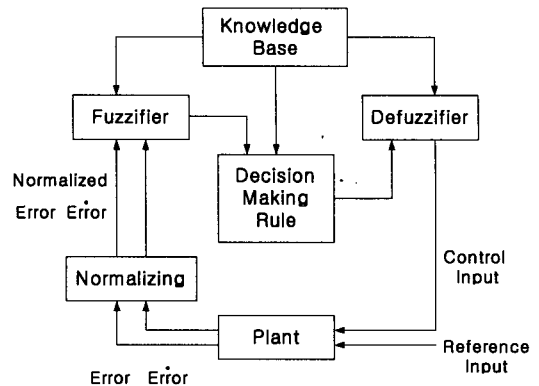 Knowledge
Base
Fuzzifier
Defuzzifier
Decision
Making
Rule
Normalized
Error Ėrror
Normalizing
Control
Input
Plant
Reference
Input
Error Ėrror